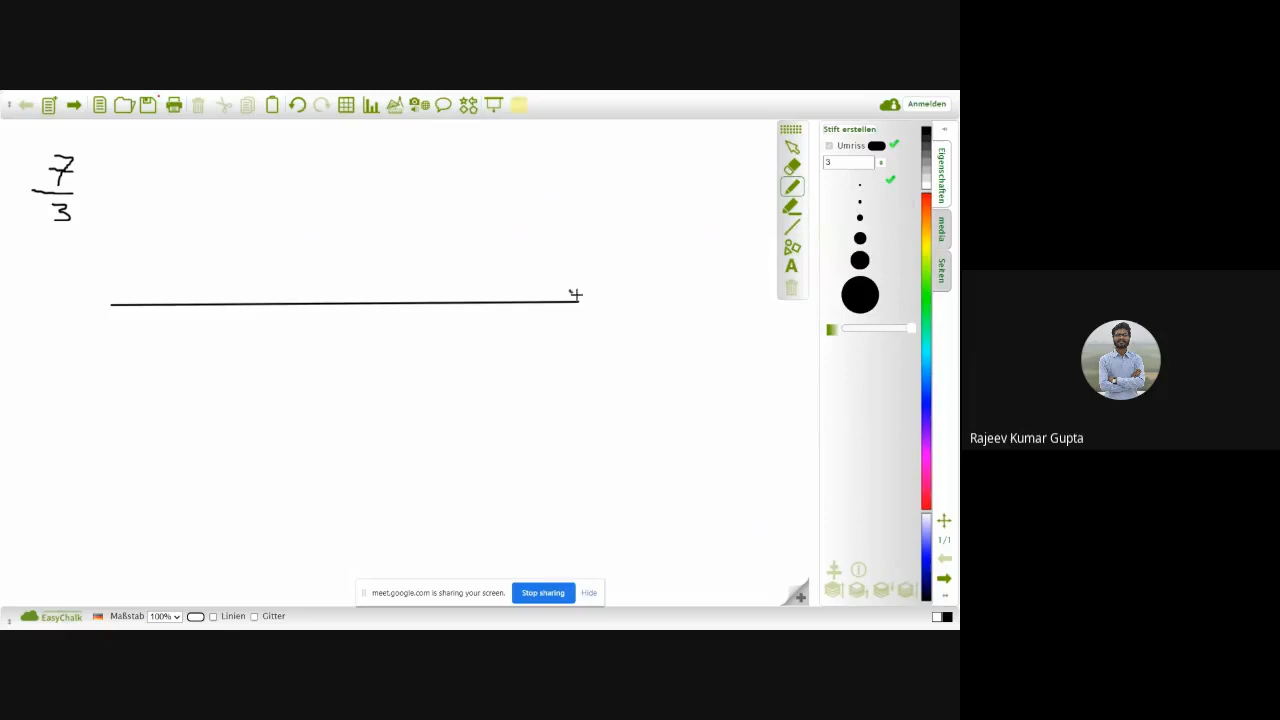 Anmelden
Stift erstellen
Umriss
3
Eigenschaften
media
Seiten
7
3
1/1
meet.google.com is sharing your screen.
Stop sharing
Hide
EasyChalk
Maßstab 100% Linien Gitter
Rajeev Kumar Gupta